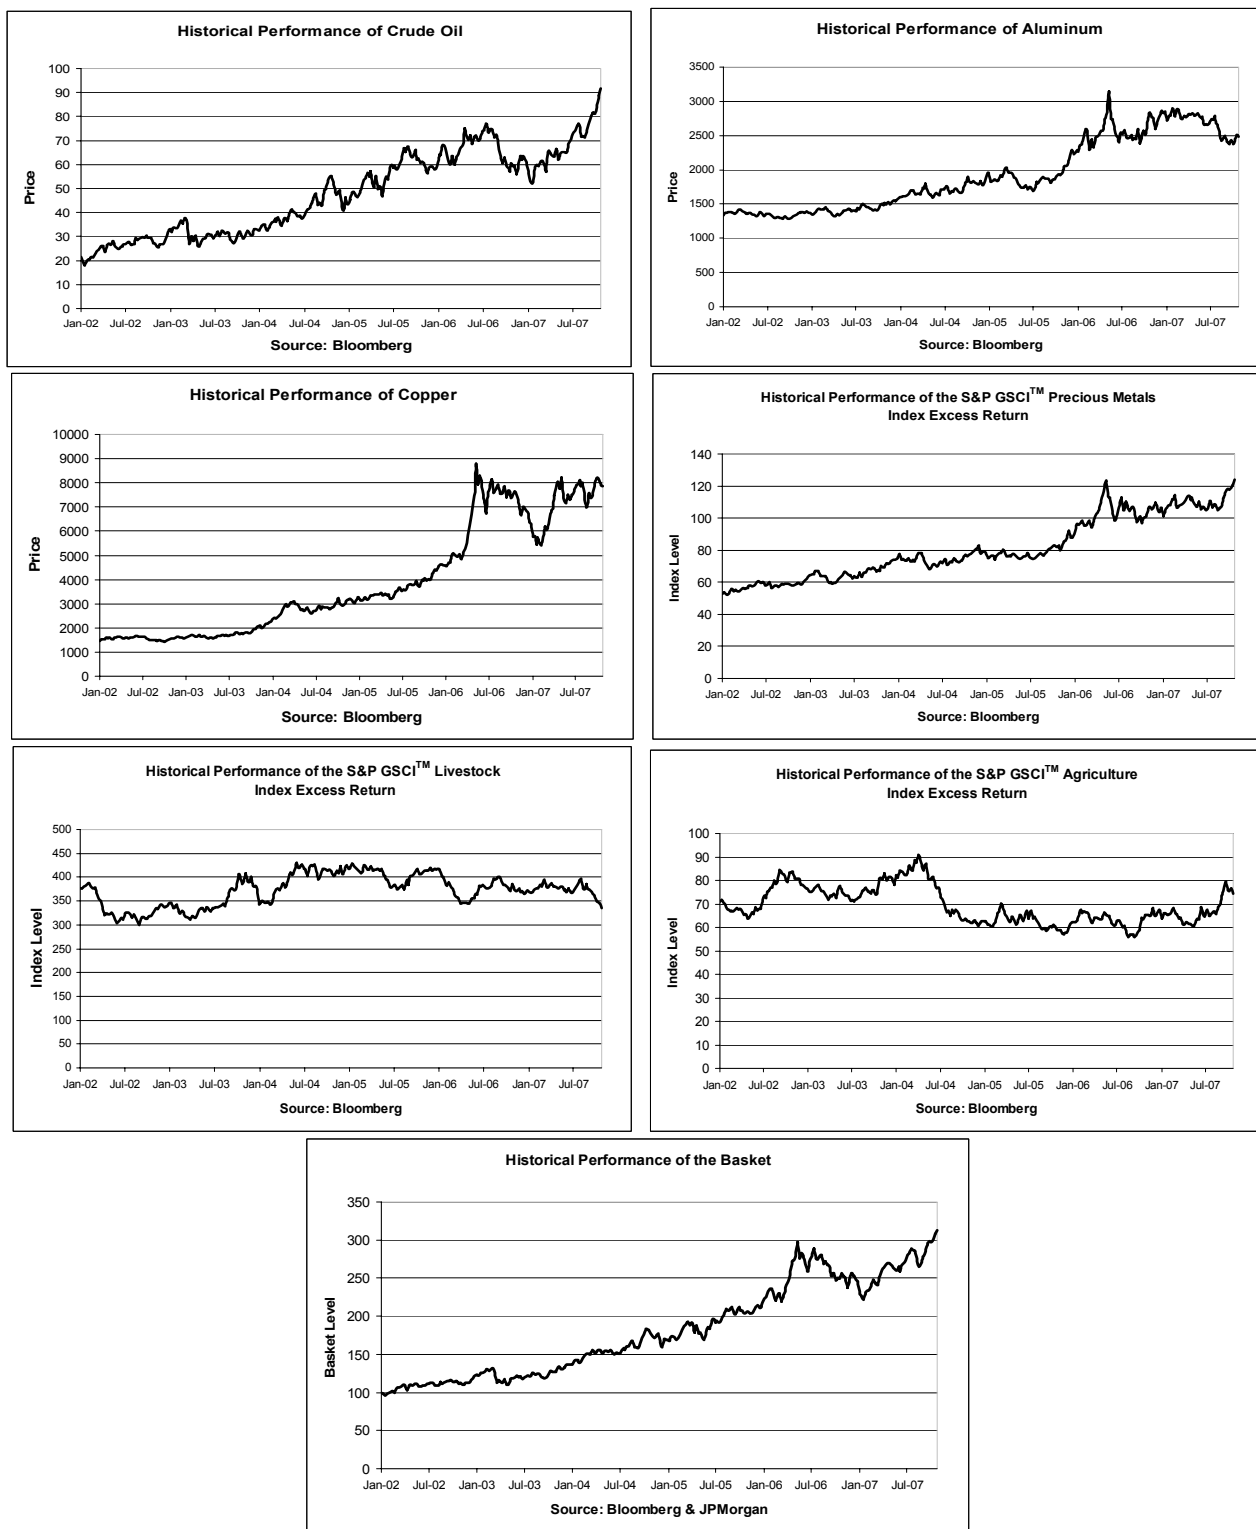 Historical Performance of Crude Oil
Price
100
90
80
70
60
50
40
30
20
10
0
Jan-02 Jul-02 Jan-03 Jul-03 Jan-04 Jul-04 Jan-05 Jul-05 Jan-06 Jul-06 Jan-07 Jul-07
Source: Bloomberg
Historical Performance of Aluminum
Price
3500
3000
2500
2000
1500
1000
500
0
Jan-02 Jul-02 Jan-03 Jul-03 Jan-04 Jul-04 Jan-05 Jul-05 Jan-06 Jul-06 Jan-07 Jul-07
Source: Bloomberg
Historical Performance of Copper
Price
10000
9000
8000
7000
6000
5000
4000
3000
2000
1000
0
Jan-02 Jul-02 Jan-03 Jul-03 Jan-04 Jul-04 Jan-05 Jul-05 Jan-06 Jul-06 Jan-07 Jul-07
Source: Bloomberg
Historical Performance of the S&P GSCI™ Precious Metals
Index Excess Return
Index Level
140
120
100
80
60
40
20
0
Jan-02 Jul-02 Jan-03 Jul-03 Jan-04 Jul-04 Jan-05 Jul-05 Jan-06 Jul-06 Jan-07 Jul-07
Source: Bloomberg
Historical Performance of the S&P GSCI™ Livestock
Index Excess Return
Index Level
500
450
400
350
300
250
200
150
100
50
0
Jan-02 Jul-02 Jan-03 Jul-03 Jan-04 Jul-04 Jan-05 Jul-05 Jan-06 Jul-06 Jan-07 Jul-07
Source: Bloomberg
Historical Performance of the S&P GSCI™ Agriculture
Index Excess Return
Index Level
100
90
80
70
60
50
40
30
20
10
0
Jan-02 Jul-02 Jan-03 Jul-03 Jan-04 Jul-04 Jan-05 Jul-05 Jan-06 Jul-06 Jan-07 Jul-07
Source: Bloomberg
Historical Performance of the Basket
Basket Level
350
300
250
200
150
100
50
0
Jan-02 Jul-02 Jan-03 Jul-03 Jan-04 Jul-04 Jan-05 Jul-05 Jan-06 Jul-06 Jan-07 Jul-07
Source: Bloomberg & JPMorgan